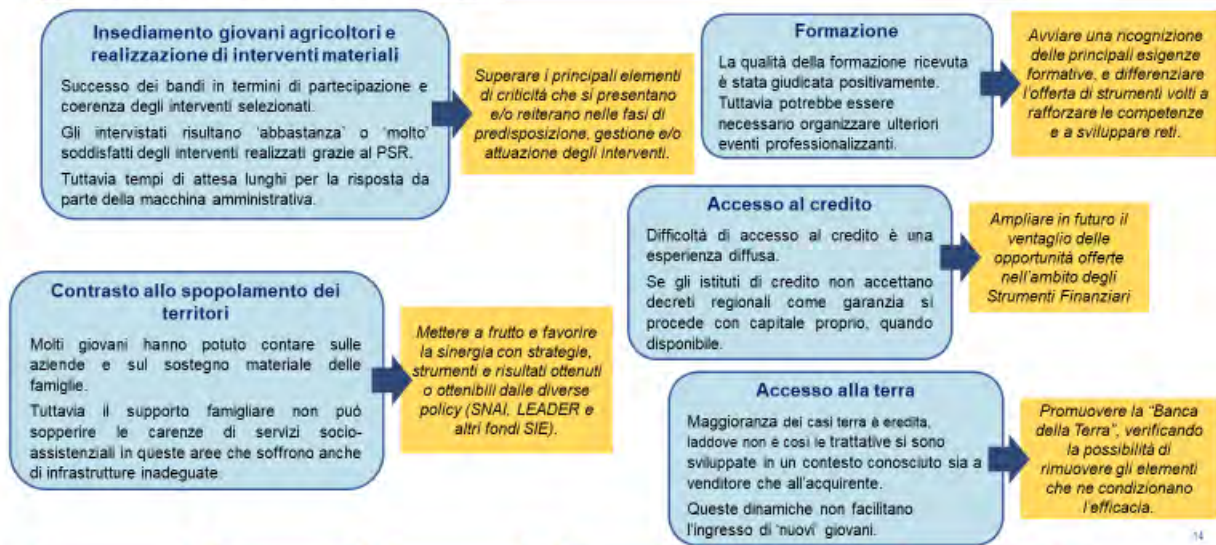 Insediamento giovani agricoltori e
realizzazione di interventi materiali
Successo dei bandi in termini di partecipazione e
coerenza degli interventi selezionati.
Gli intervistati risultano 'abbastanza' o 'molto'
soddisfatti degli interventi realizzati grazie al PSR.
Tuttavia tempi di attesa lunghi per la risposta da
parte della macchina amministrativa.
Superare i principali elementi
di criticità che si presentano
e/o reiterano nelle fasi di
predisposizione, gestione e/o
attuazione degli interventi.
Formazione
La qualità della formazione ricevuta
è stata giudicata positivamente.
Tuttavia potrebbe essere
necessario organizzare ulteriori
eventi professionalizzanti.
Avviare una ricognizione
delle principali esigenze
formative, e differenziare
l'offerta di strumenti volti a
rafforzare le competenze
e a sviluppare reti.
Accesso al credito
Difficoltà di accesso al credito è una
esperienza diffusa.
Se gli istituti di credito non accettano
decreti regionali come garanzia si
procede con capitale proprio, quando
disponibile.
Ampliare in futuro il
ventaglio delle
opportunità offerte
nell'ambito degli
Strumenti Finanziari
Contrasto allo spopolamento dei
territori
Molti giovani hanno potuto contare sulle
aziende e sul sostegno materiale delle
famiglie.
Tuttavia il supporto famigliare non può
sopperire le carenze di servizi socio-
assistenziali in queste aree che soffrono anche
di infrastrutture inadeguate.
Mettere a frutto e favorire
la sinergia con strategie,
strumenti e risultati ottenuti
o ottenibili dalle diverse
policy (SNAI, LEADER e
altri fondi SIE).
Accesso alla terra
Maggioranza dei casi terra è eredita,
laddove non è così le trattative si sono
sviluppate in un contesto conosciuto sia a
venditore che all'acquirente.
Queste dinamiche non facilitano
l'ingresso di 'nuovi' giovani.
Promuovere la "Banca
della Terra", verificando
la possibilità di
rimuovere gli elementi
che ne condizionano
l'efficacia.
14